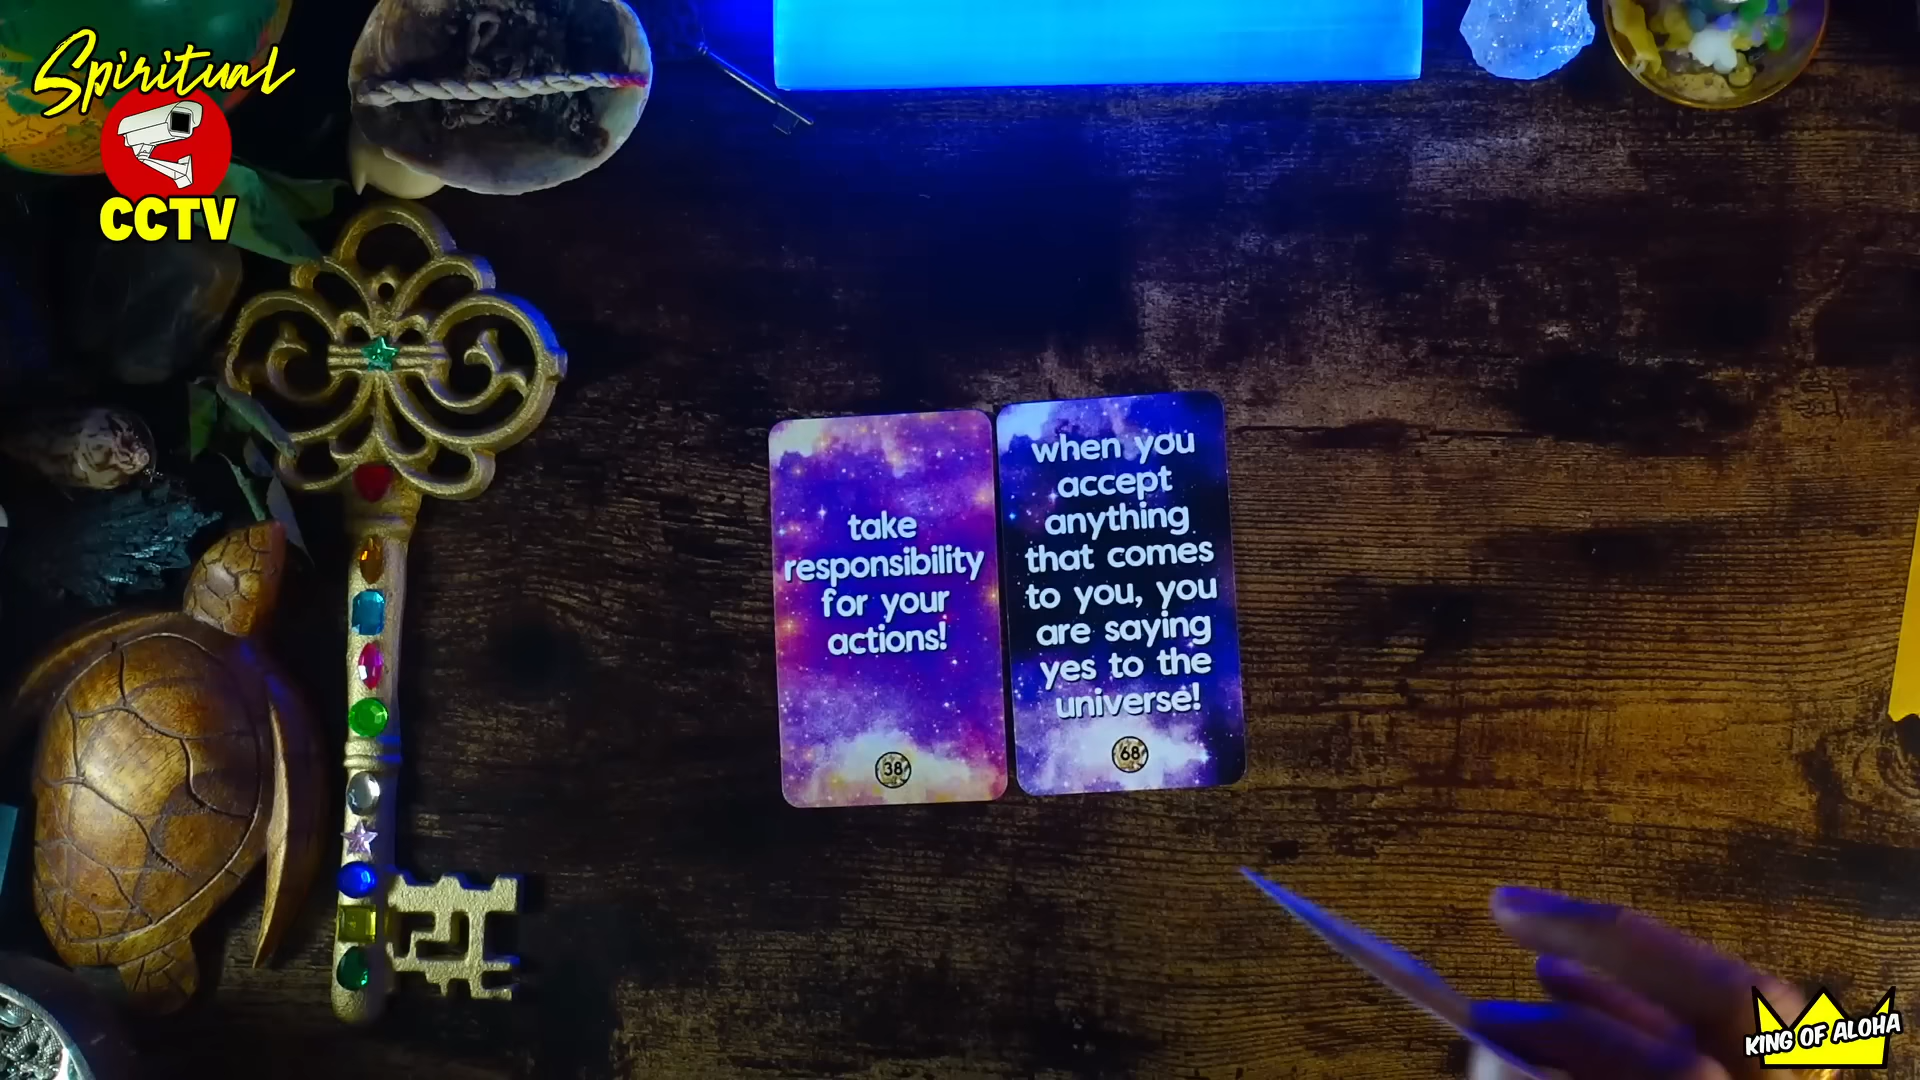 Spiritual
CCTV
take
responsibility
for your
actions!
38
when you
accept
anything
that comes
to you, you
are saying
yes to the
universe!
68
KING OF ALOHA